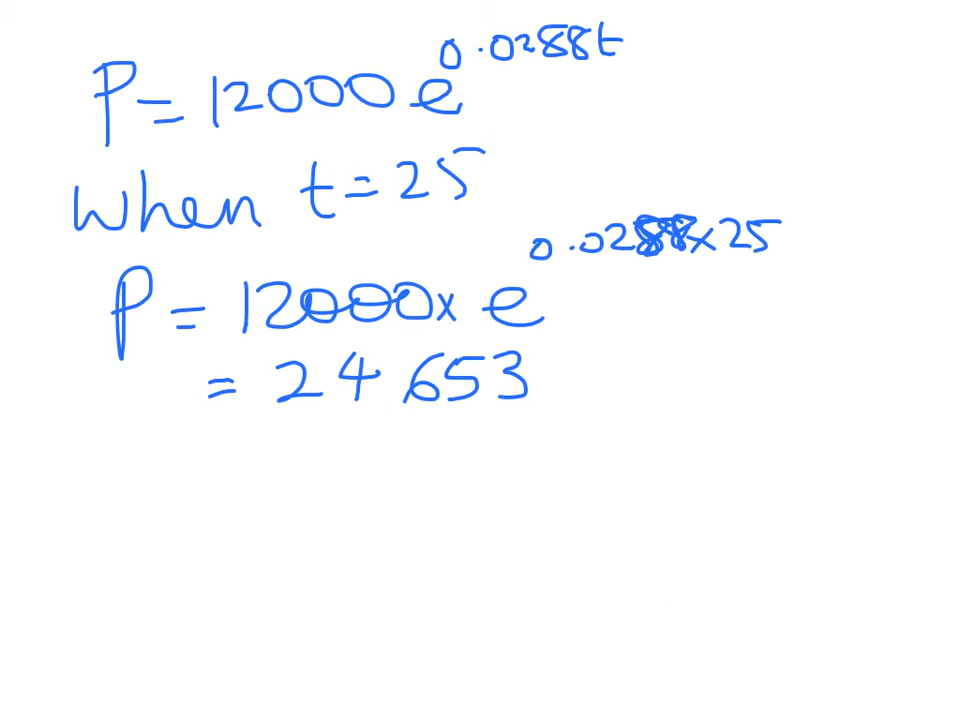 P = 12000 e^0.0288t
When t = 25
P = 12000 x e^0.0288x25
= 24 653